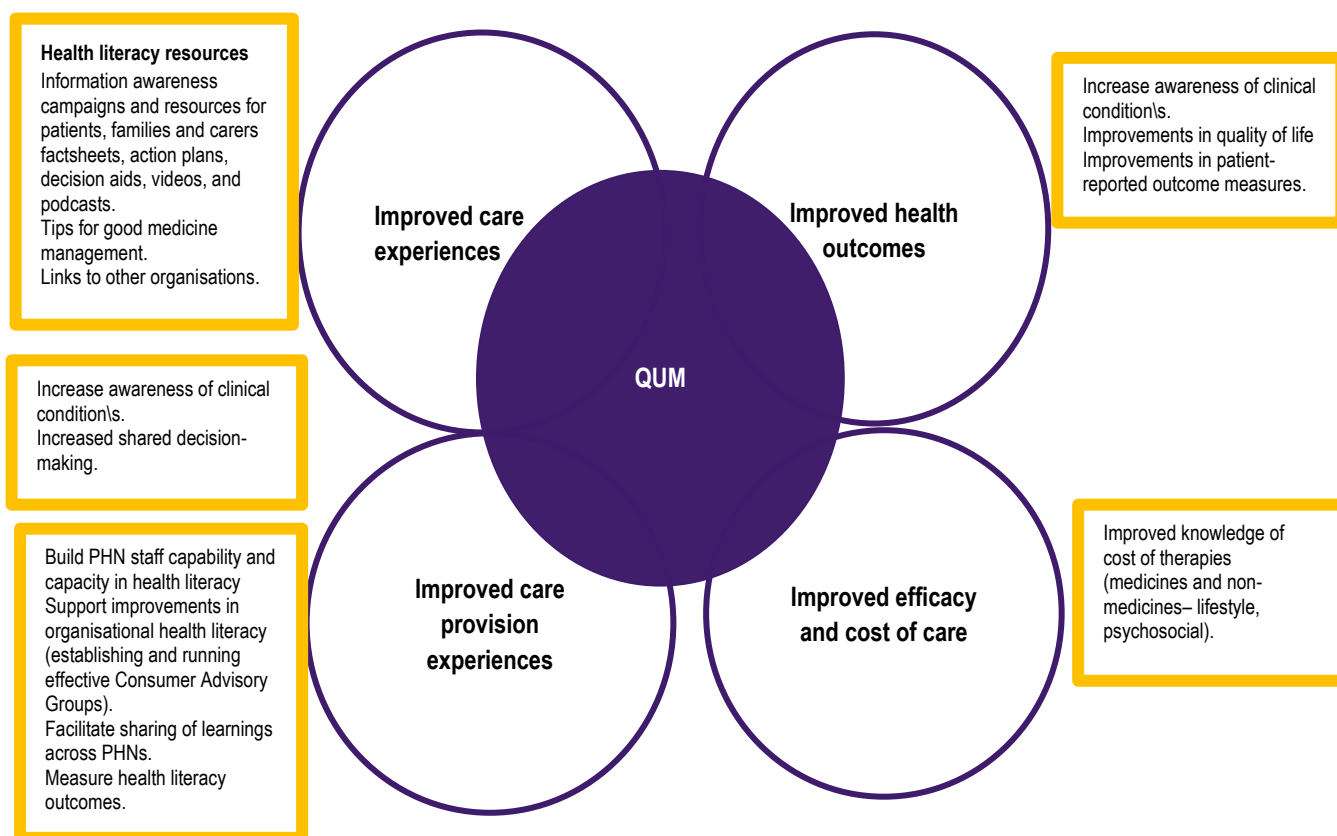 Health literacy resources
Information awareness
campaigns and resources for
patients, families and carers
factsheets, action plans,
decision aids, videos, and
podcasts.
Tips for good medicine
management.
Links to other organisations.
Improved care
experiences
Improved health
outcomes
Increase awareness of clinical
condition\s.
Improvements in quality of life
Improvements in patient-
reported outcome measures.
QUM
Increase awareness of clinical
condition\s.
Increased shared decision-
making.
Build PHN staff capability and
capacity in health literacy
Support improvements in
organisational health literacy
(establishing and running
effective Consumer Advisory
Groups).
Facilitate sharing of learnings
across PHNs.
Measure health literacy
outcomes.
Improved care
provision
experiences
Improved efficacy
and cost of care
Improved knowledge of
cost of therapies
(medicines and non-
medicines– lifestyle,
psychosocial).